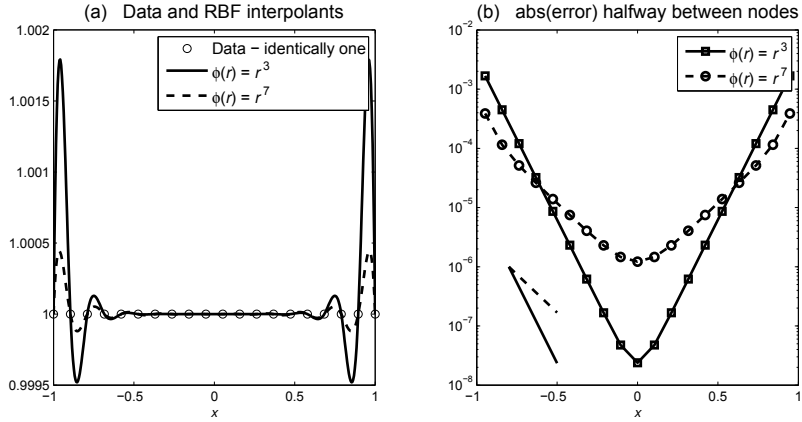 (a) Data and RBF interpolants
1.002
1.0015
1.001
1.0005
1
0.9995
Data − identically one
ϕ(r) = r³
ϕ(r) = r⁷
−1 −0.5 0 0.5 1
x
(b) abs(error) halfway between nodes
10⁻²
10⁻³
10⁻⁴
10⁻⁵
10⁻⁶
10⁻⁷
10⁻⁸
ϕ(r) = r³
ϕ(r) = r⁷
−1 −0.5 0 0.5 1
x